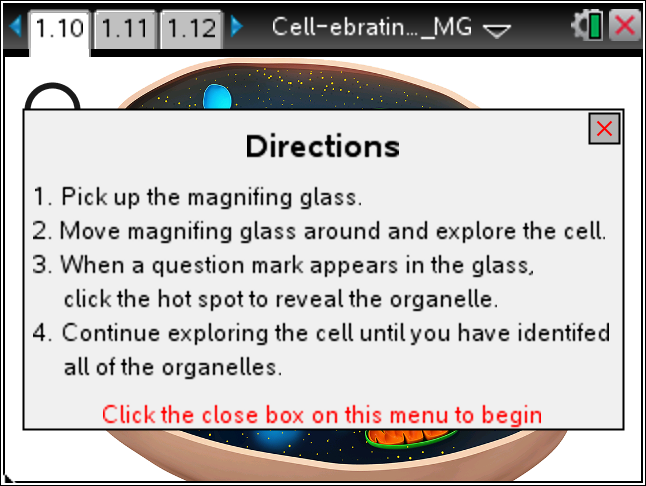 1.10 1.11 1.12 Cell-ebratin..._MG
Directions
1. Pick up the magnifing glass.
2. Move magnifing glass around and explore the cell.
3. When a question mark appears in the glass,
click the hot spot to reveal the organelle.
4. Continue exploring the cell until you have identifed
all of the organelles.
Click the close box on this menu to begin